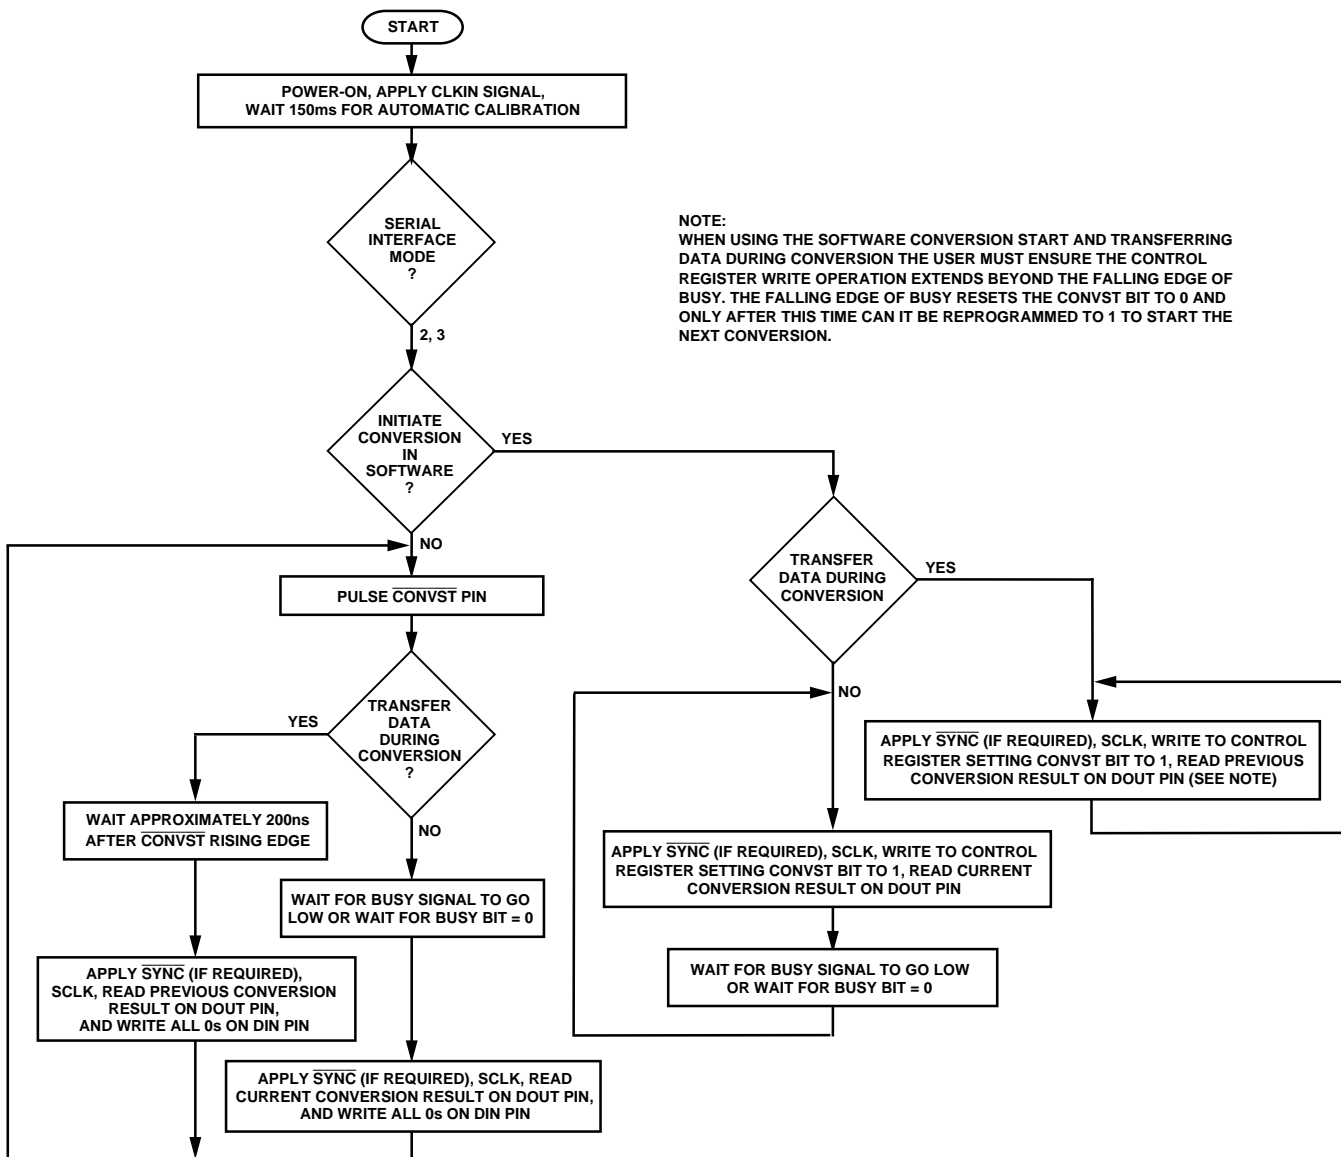 START
POWER-ON, APPLY CLKIN SIGNAL,
WAIT 150ms FOR AUTOMATIC CALIBRATION
SERIAL
INTERFACE
MODE
?
NOTE:
WHEN USING THE SOFTWARE CONVERSION START AND TRANSFERRING
DATA DURING CONVERSION THE USER MUST ENSURE THE CONTROL
REGISTER WRITE OPERATION EXTENDS BEYOND THE FALLING EDGE OF
BUSY. THE FALLING EDGE OF BUSY RESETS THE CONVST BIT TO 0 AND
ONLY AFTER THIS TIME CAN IT BE REPROGRAMMED TO 1 TO START THE
NEXT CONVERSION.
2, 3
INITIATE
CONVERSION
IN
SOFTWARE
?
YES
NO
TRANSFER
DATA DURING
CONVERSION
YES
PULSE CONVST PIN
NO
TRANSFER
DATA
DURING
CONVERSION
?
YES
APPLY SYNC (IF REQUIRED), SCLK, WRITE TO CONTROL
REGISTER SETTING CONVST BIT TO 1, READ PREVIOUS
CONVERSION RESULT ON DOUT PIN (SEE NOTE)
WAIT APPROXIMATELY 200ns
AFTER CONVST RISING EDGE
NO
APPLY SYNC (IF REQUIRED), SCLK, WRITE TO CONTROL
REGISTER SETTING CONVST BIT TO 1, READ CURRENT
CONVERSION RESULT ON DOUT PIN
WAIT FOR BUSY SIGNAL TO GO
LOW OR WAIT FOR BUSY BIT = 0
WAIT FOR BUSY SIGNAL TO GO LOW
OR WAIT FOR BUSY BIT = 0
APPLY SYNC (IF REQUIRED),
SCLK, READ PREVIOUS CONVERSION
RESULT ON DOUT PIN,
AND WRITE ALL 0s ON DIN PIN
APPLY SYNC (IF REQUIRED), SCLK, READ
CURRENT CONVERSION RESULT ON DOUT PIN,
AND WRITE ALL 0s ON DIN PIN